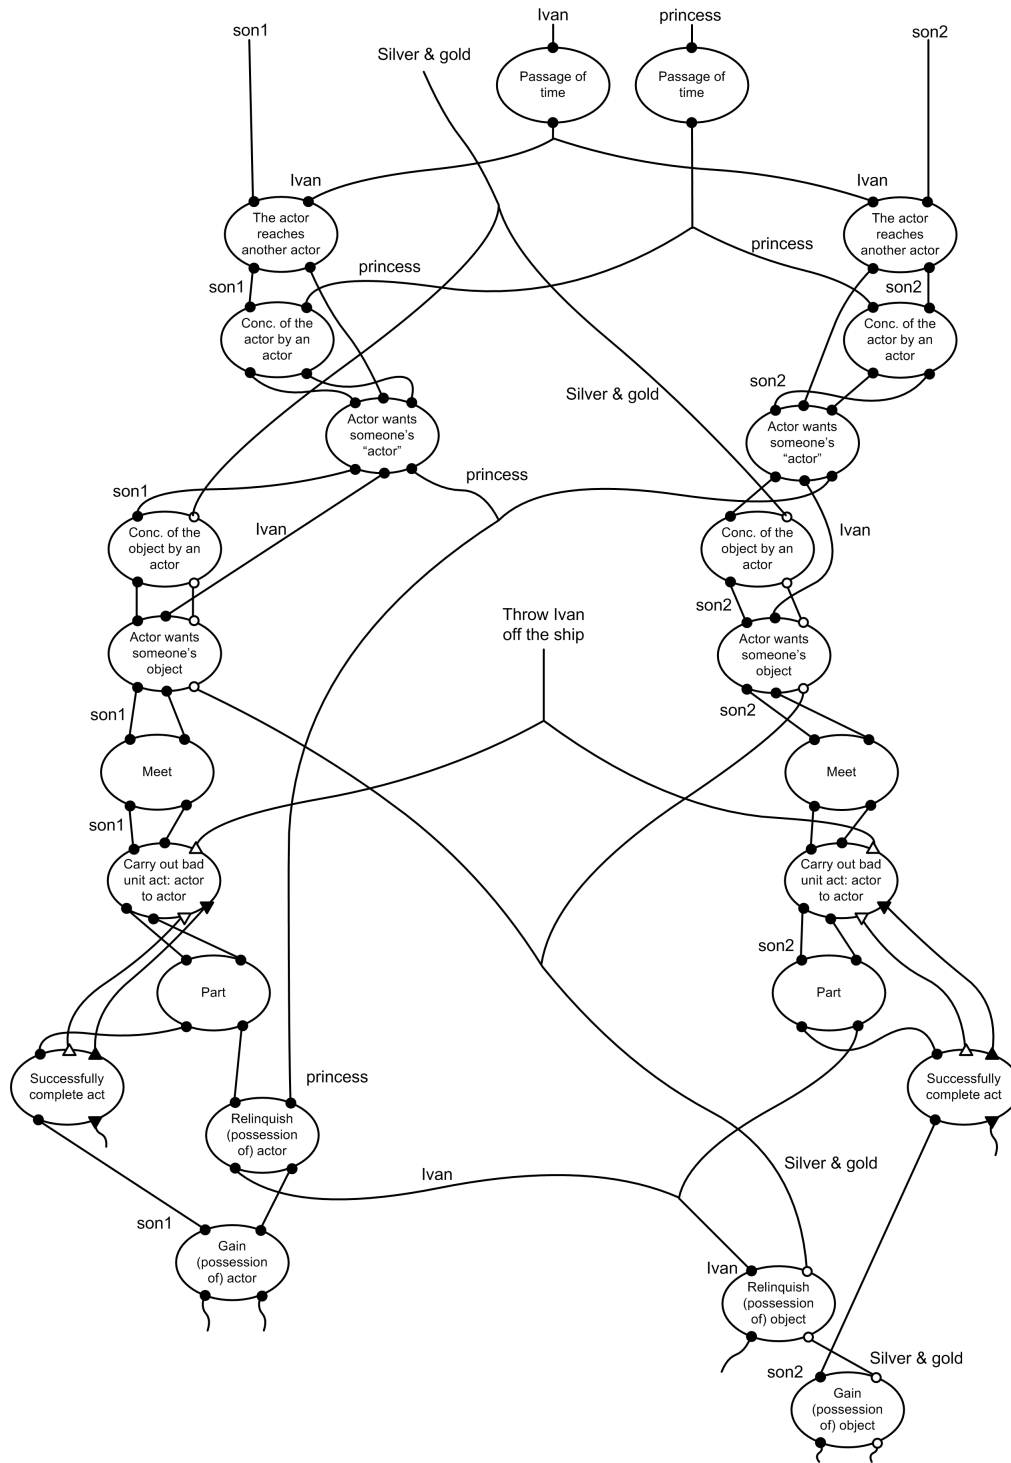 Ivan
princess
son1
son2
Silver & gold
Passage of
time
Passage of
time
Ivan
Ivan
The actor
reaches
another actor
The actor
reaches
another actor
princess
princess
son1
son2
Conc. of the
actor by an
actor
Conc. of the
actor by an
actor
son2
Silver & gold
Actor wants
someone's
“actor”
Actor wants
someone's
“actor”
princess
son1
Ivan
Ivan
Conc. of the
object by an
actor
Conc. of the
object by an
actor
son2
Throw Ivan
off the ship
Actor wants
someone's
object
Actor wants
someone's
object
son1
son2
Meet
Meet
son1
Carry out bad
unit act: actor
to actor
Carry out bad
unit act: actor
to actor
son2
Part
Part
Successfully
complete act
Successfully
complete act
princess
Relinquish
(possession
of) actor
Ivan
Silver & gold
son1
Gain
(possession
of) actor
Ivan
Relinquish
(possession
of) object
son2
Silver & gold
Gain
(possession
of) object